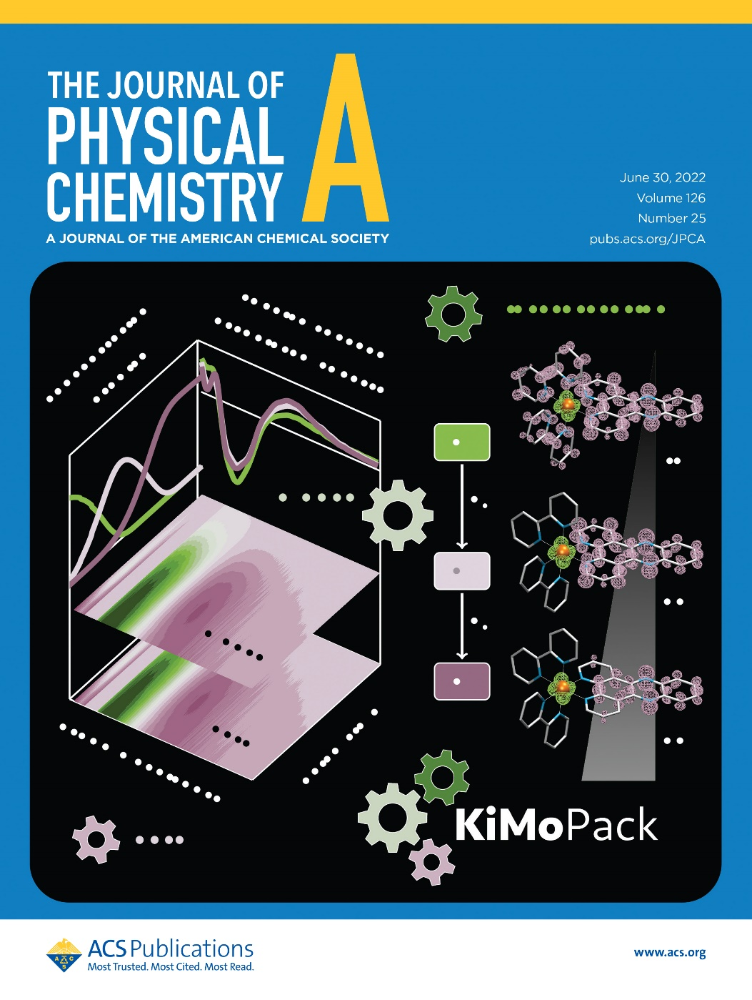 THE JOURNAL OF
PHYSICAL
CHEMISTRY
A
A JOURNAL OF THE AMERICAN CHEMICAL SOCIETY
June 30, 2022
Volume 126
Number 25
pubs.acs.org/JPCA
KiMoPack
A C S
S
ACS Publications
Most Trusted. Most Cited. Most Read.
www.acs.org